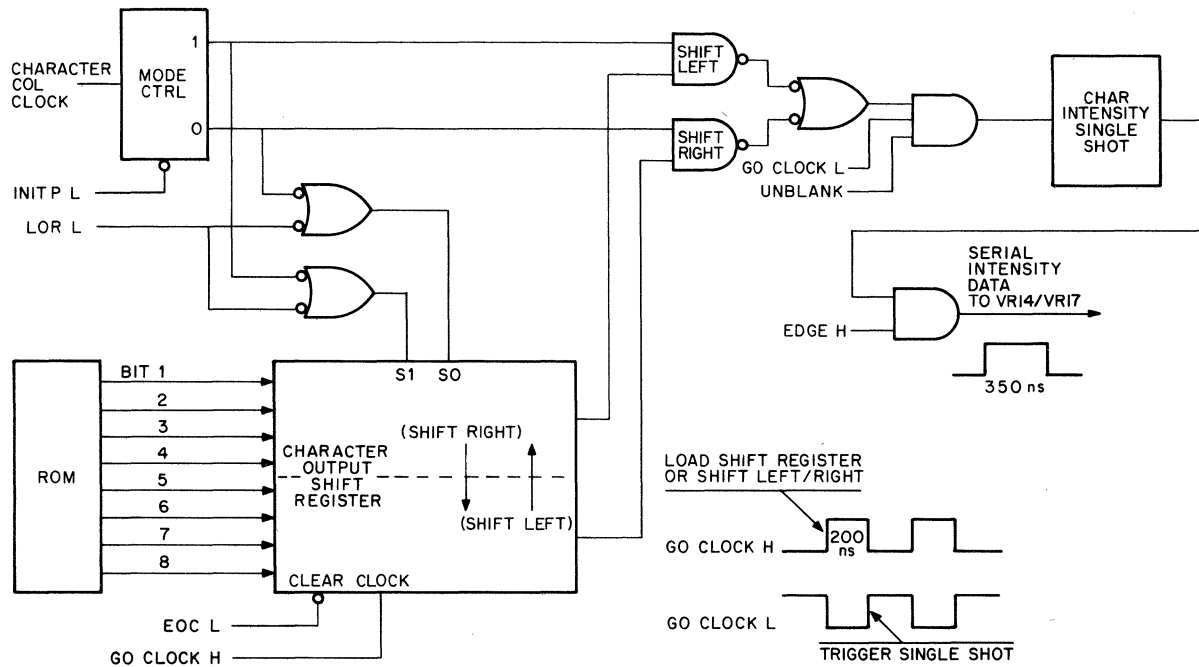 CHARACTER
COL
CLOCK
MODE
CTRL
1
0
INIT P L
LOR L
SHIFT
LEFT
SHIFT
RIGHT
GO CLOCK L
UNBLANK
CHAR
INTENSITY
SINGLE
SHOT
SERIAL
INTENSITY
DATA
TO VR14/VR17
EDGE H
350 ns
ROM
BIT 1
2
3
4
5
6
7
8
S1 S0
(SHIFT RIGHT)
CHARACTER
OUTPUT
SHIFT
REGISTER
(SHIFT LEFT)
CLEAR CLOCK
EOC L
GO CLOCK H
LOAD SHIFT REGISTER
OR SHIFT LEFT/RIGHT
GO CLOCK H
200
ns
GO CLOCK L
TRIGGER SINGLE SHOT